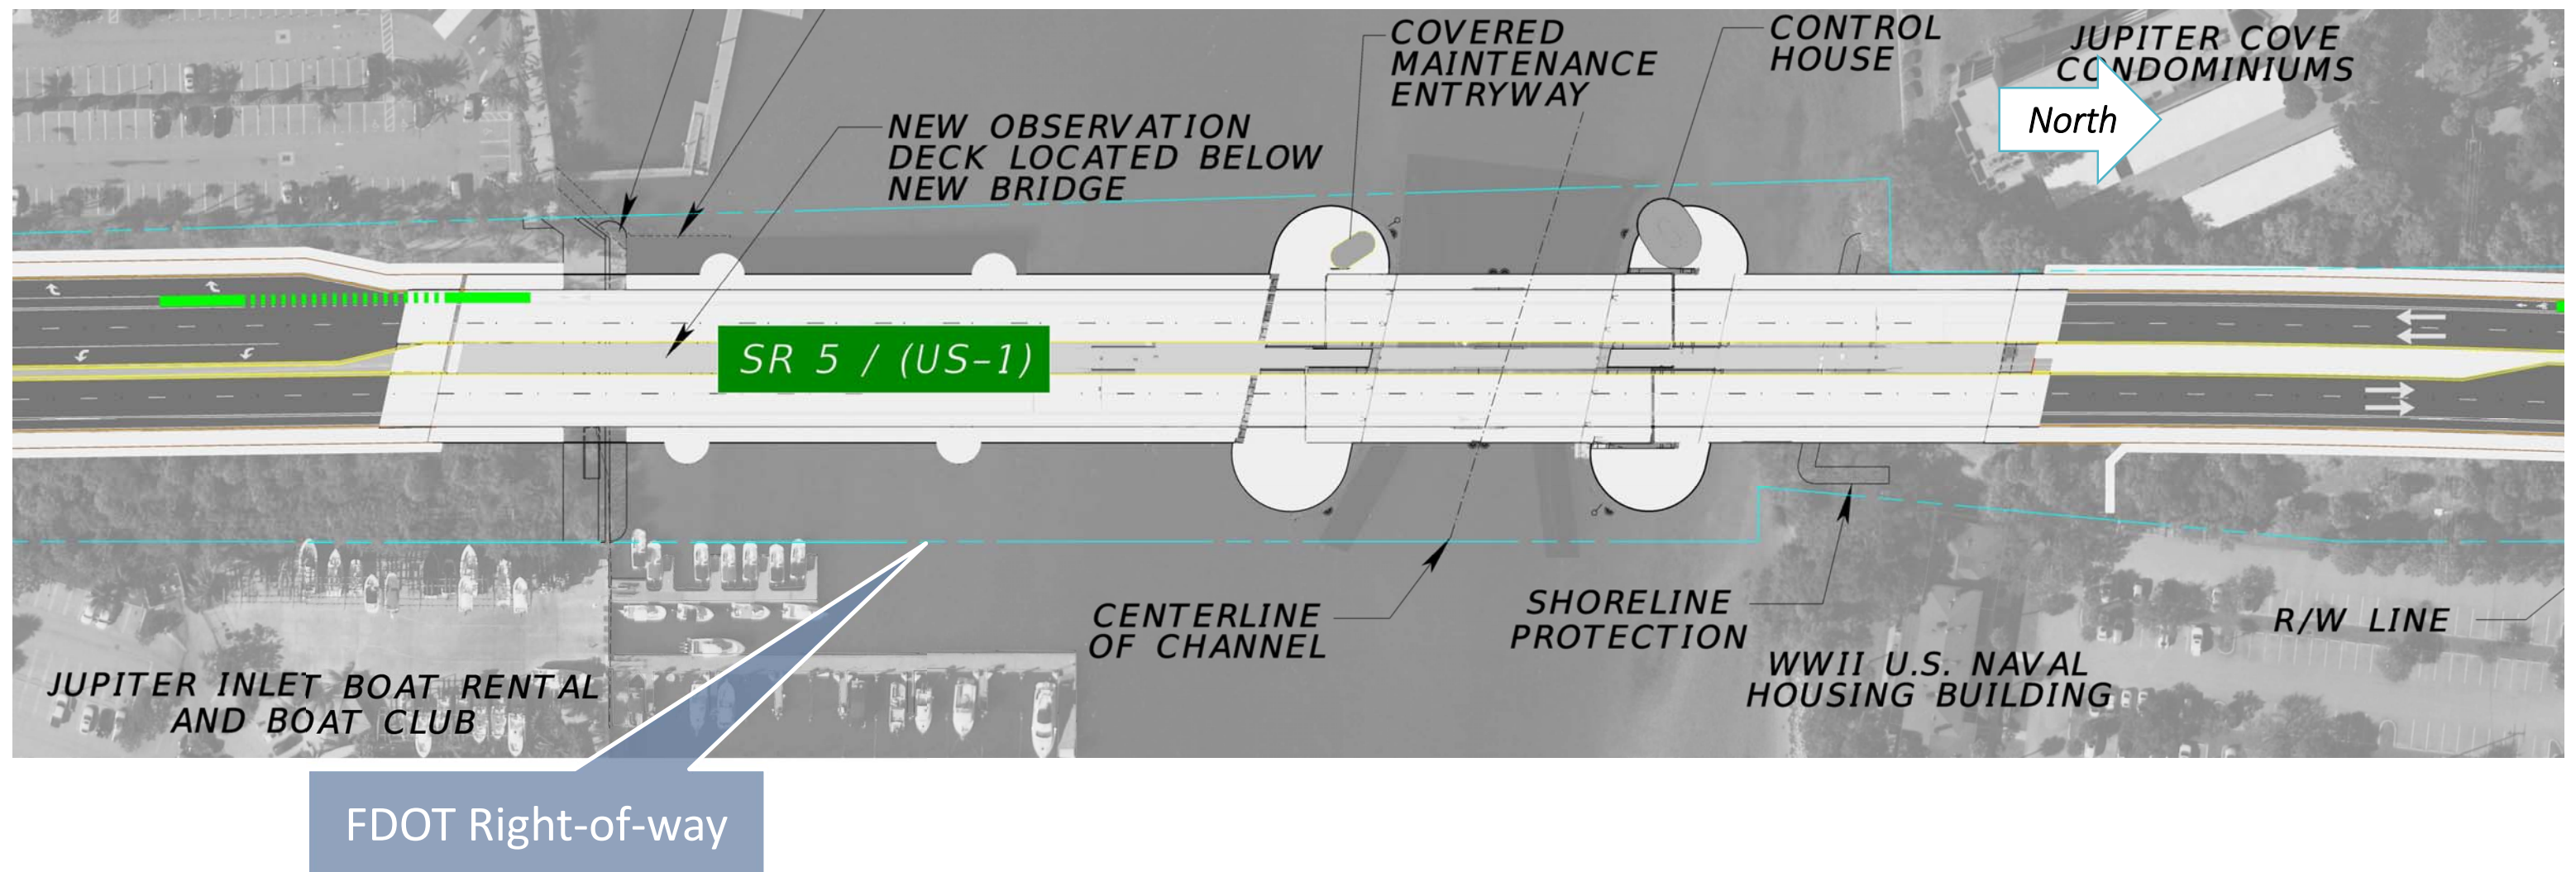 COVERED
MAINTENANCE
ENTRYWAY
CONTROL
HOUSE
JUPITER COVE
CONDOMINIUMS
North
NEW OBSERVATION
DECK LOCATED BELOW
NEW BRIDGE
SR 5 / (US-1)
CENTERLINE
OF CHANNEL
SHORELINE
PROTECTION
R/W LINE
WWII U.S. NAVAL
HOUSING BUILDING
JUPITER INLET BOAT RENTAL
AND BOAT CLUB
FDOT Right-of-way